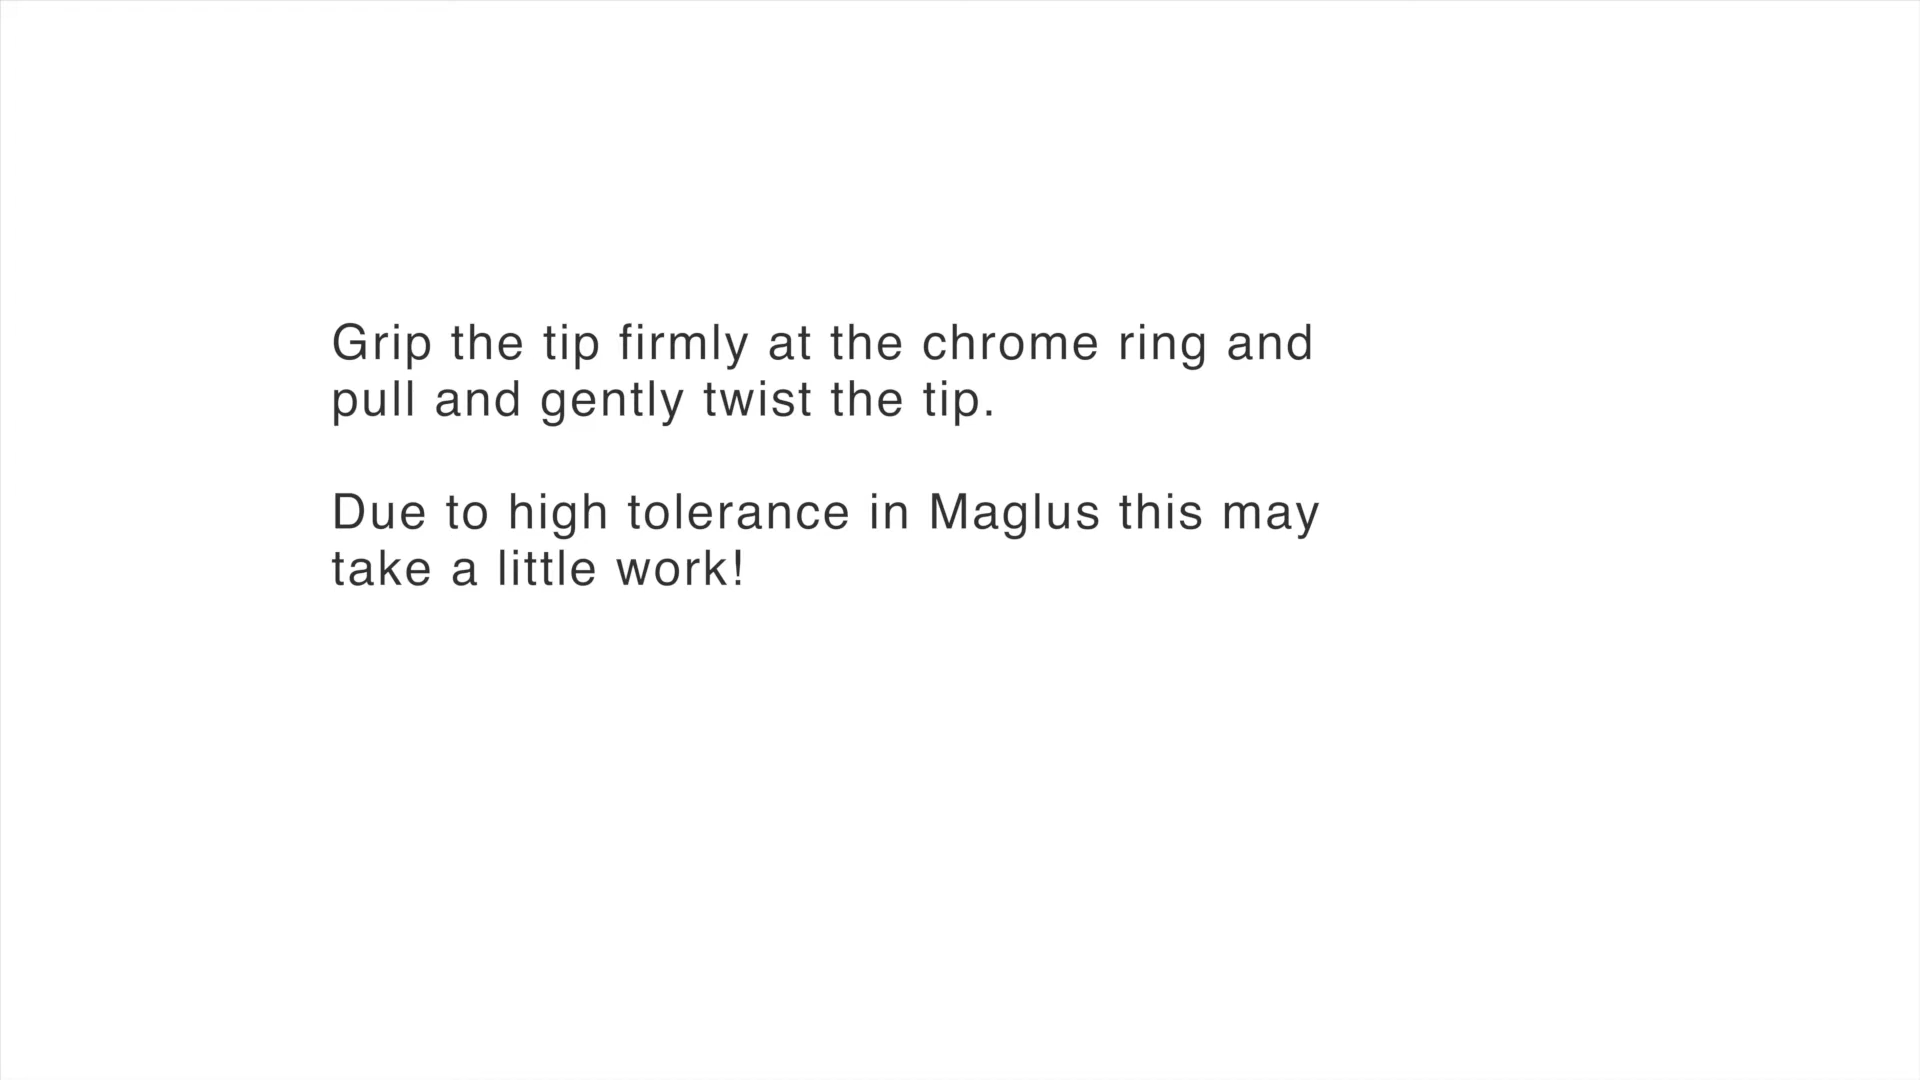 Grip the tip firmly at the chrome ring and
pull and gently twist the tip.
Due to high tolerance in Maglus this may
take a little work!